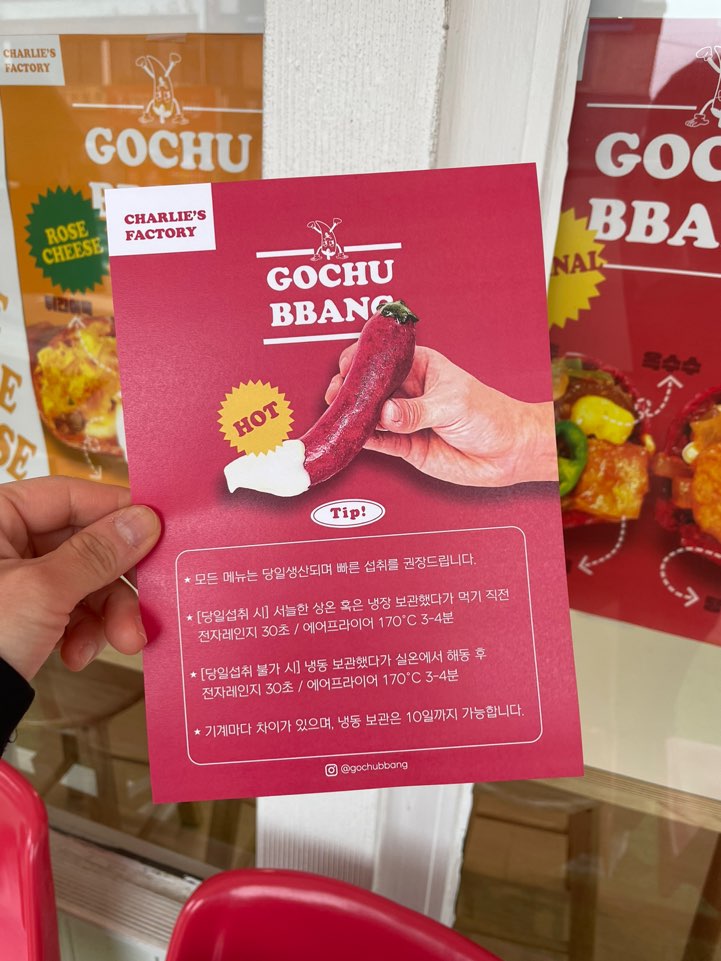 CHARLIE'S
FACTORY
GOCHU
ROSE
CHEESE
CHARLIE'S
FACTORY
GOCHU
BBANG
HOT
Tip!
★ 모든 메뉴는 당일생산되며 빠른 섭취를 권장드립니다.
★ [당일섭취 시] 서늘한 상온 혹은 냉장 보관했다가 먹기 직전
전자레인지 30초 / 에어프라이어 170°C 3-4분
★ [당일섭취 불가 시] 냉동 보관했다가 실온에서 해동 후
전자레인지 30초 / 에어프라이어 170°C 3-4분
★ 기계마다 차이가 있으며, 냉동 보관은 10일까지 가능합니다.
@gochubbang
GOC
BBA
NAL
옥수수